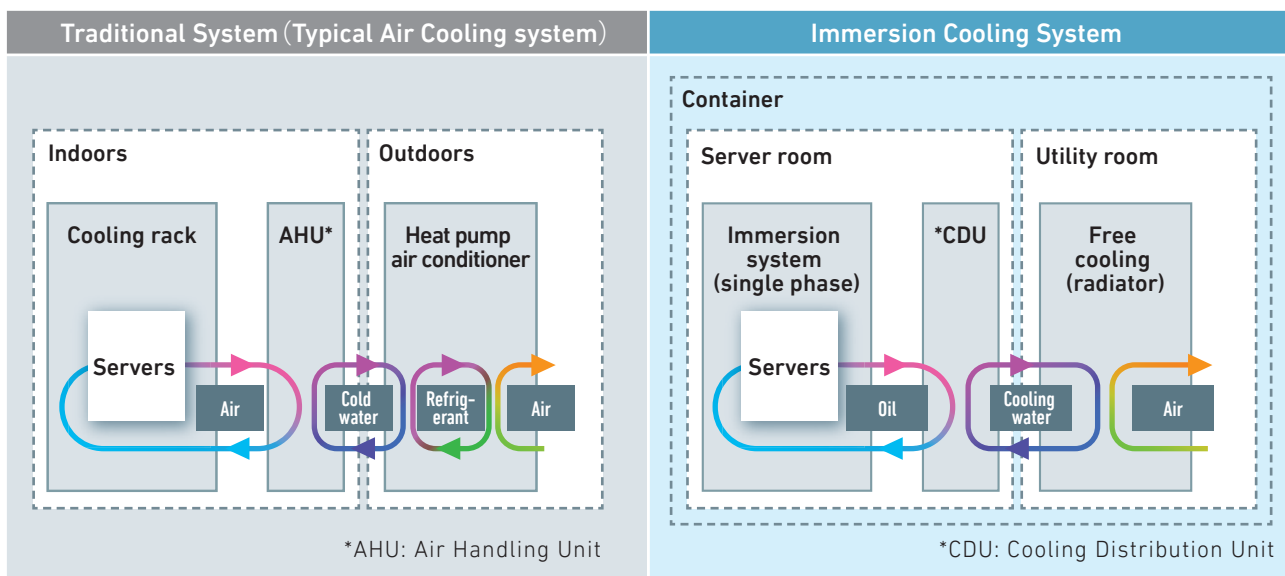 Traditional System（Typical Air Cooling system）
Indoors
Outdoors
Cooling rack
AHU*
Heat pump
air conditioner
Servers
Air
Cold
water
Refrig-
erant
Air
*AHU: Air Handling Unit
Immersion Cooling System
Container
Server room
Utility room
Immersion
system
(single phase)
*CDU
Free
cooling
(radiator)
Servers
Oil
Cooling
water
Air
*CDU: Cooling Distribution Unit